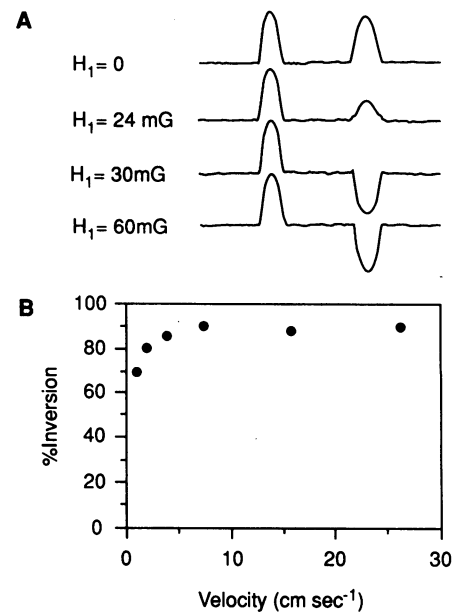 A
H₁= 0
H₁= 24 mG
H₁= 30mG
H₁= 60mG
B
100
80
60
40
20
0
%Inversion
0 10 20 30
Velocity (cm sec⁻¹)